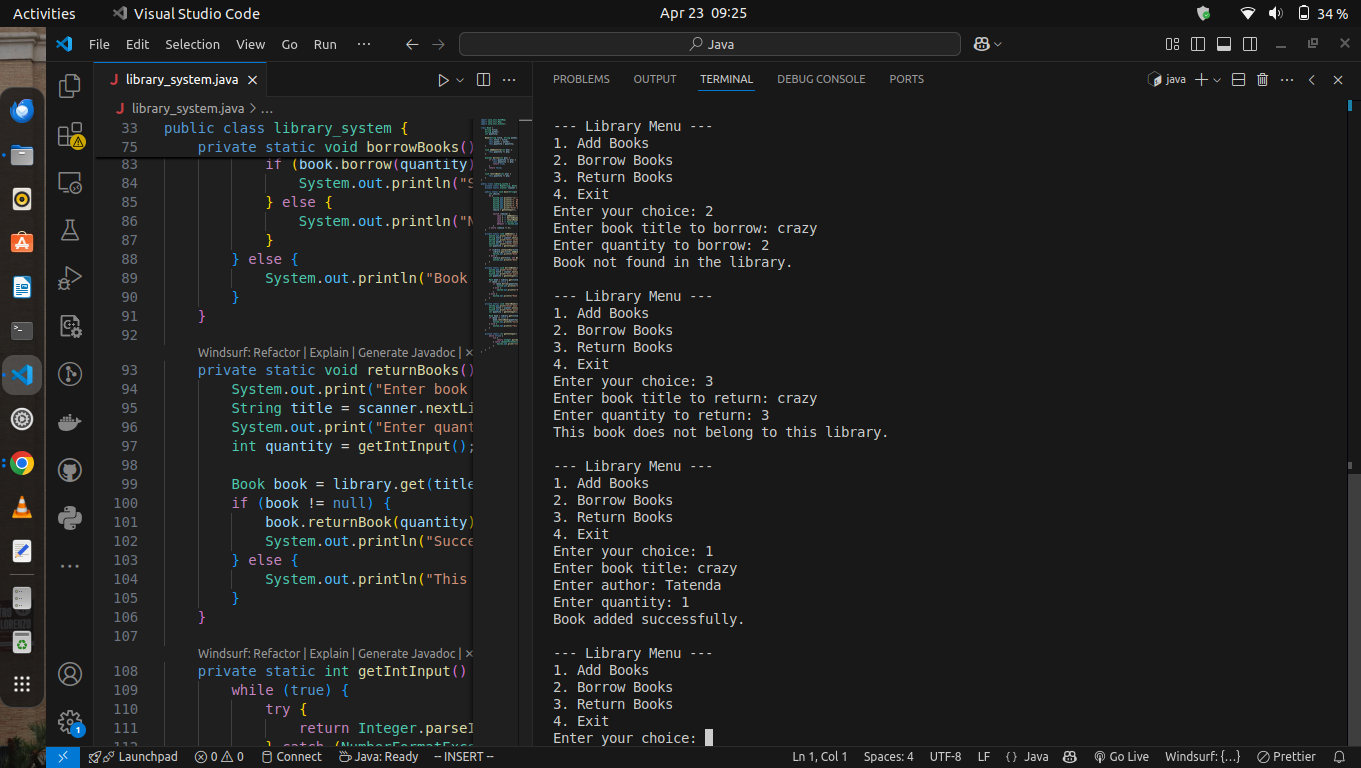 Activities
Visual Studio Code
Apr 23 09:25
34 %
File Edit Selection View Go Run ···
Java
library_system.java
library_system.java > ...
33 public class library_system {
75 private static void borrowBooks()
83 if (book.borrow(quantity)
84 System.out.println("S
85 } else {
86 System.out.println("N
87 }
88 } else {
89 System.out.println("Book
90 }
91 }
92
Windsurf: Refactor | Explain | Generate Javadoc | ×
93 private static void returnBooks()
94 System.out.print("Enter book
95 String title = scanner.nextLi
96 System.out.print("Enter quant
97 int quantity = getIntInput();
98
99 Book book = library.get(title
100 if (book != null) {
101 book.returnBook(quantity)
102 System.out.println("Succe
103 } else {
104 System.out.println("This
105 }
106 }
107
Windsurf: Refactor | Explain | Generate Javadoc | ×
108 private static int getIntInput()
109 while (true) {
110 try {
111 return Integer.parseI
112 } catch (NumberFormatExce
PROBLEMS OUTPUT TERMINAL DEBUG CONSOLE PORTS
java
--- Library Menu ---
1. Add Books
2. Borrow Books
3. Return Books
4. Exit
Enter your choice: 2
Enter book title to borrow: crazy
Enter quantity to borrow: 2
Book not found in the library.
--- Library Menu ---
1. Add Books
2. Borrow Books
3. Return Books
4. Exit
Enter your choice: 3
Enter book title to return: crazy
Enter quantity to return: 3
This book does not belong to this library.
--- Library Menu ---
1. Add Books
2. Borrow Books
3. Return Books
4. Exit
Enter your choice: 1
Enter book title: crazy
Enter author: Tatenda
Enter quantity: 1
Book added successfully.
--- Library Menu ---
1. Add Books
2. Borrow Books
3. Return Books
4. Exit
Enter your choice:
1
Launchpad 0 0 Connect Java: Ready -- INSERT --
Ln 1, Col 1 Spaces: 4 UTF-8 LF {} Java Go Live Windsurf: {...} Prettier